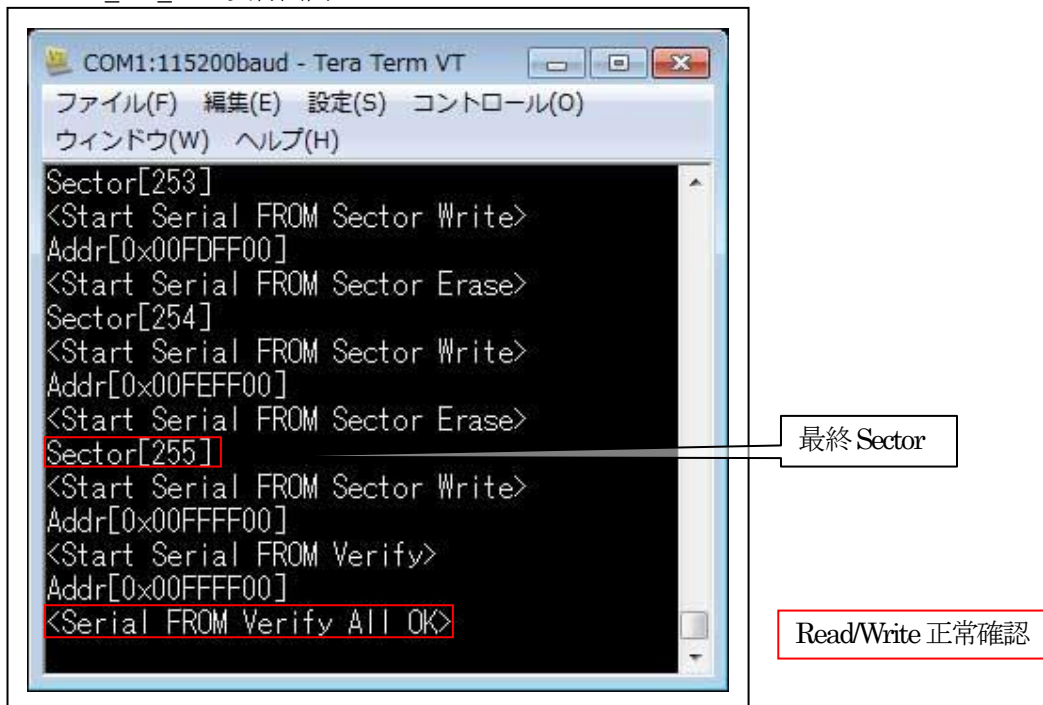 COM1:115200baud - Tera Term VT
ファイル(F) 編集(E) 設定(S) コントロール(O)
ウィンドウ(W) ヘルプ(H)
Sector[253]
<Start Serial FROM Sector Write>
Addr[0x00FDFF00]
<Start Serial FROM Sector Erase>
Sector[254]
<Start Serial FROM Sector Write>
Addr[0x00FEFF00]
<Start Serial FROM Sector Erase>
Sector[255]
最終 Sector
<Start Serial FROM Sector Write>
Addr[0x00FFFF00]
<Start Serial FROM Verify>
Addr[0x00FFFF00]
<Serial FROM Verify All OK>
Read/Write 正常確認